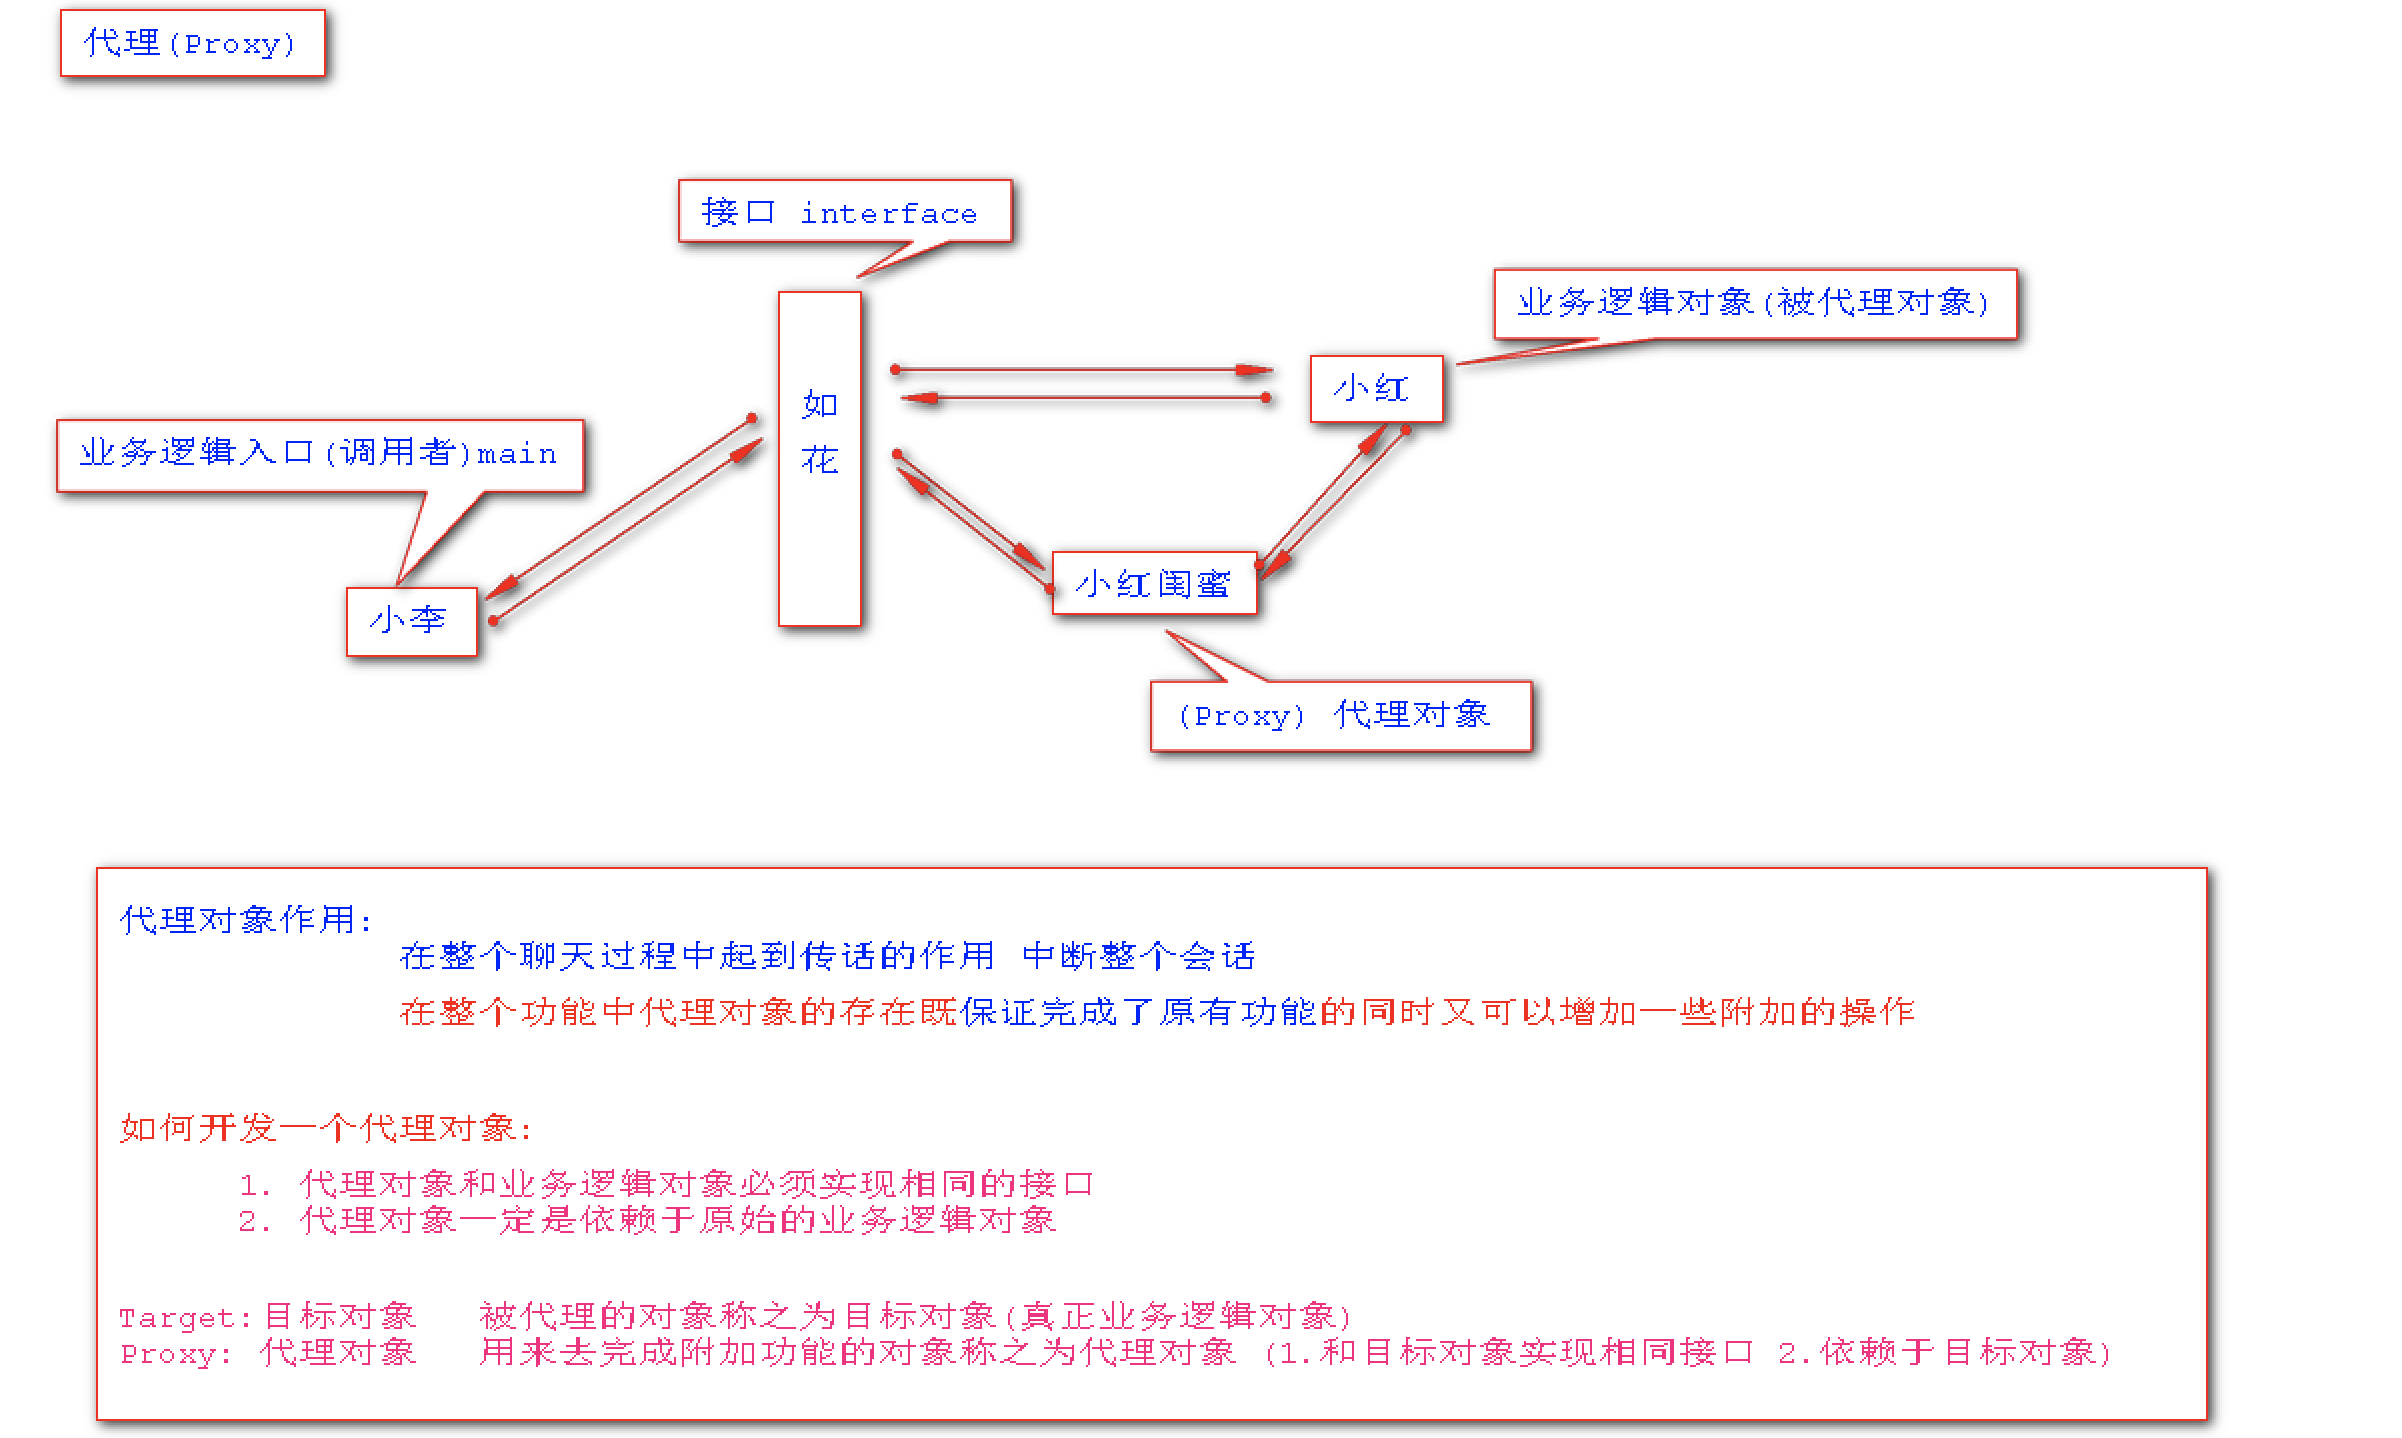 代理(Proxy)
接口 interface
业务逻辑对象(被代理对象)
小红
如
花
业务逻辑入口(调用者)main
小李
小红闺蜜
(Proxy) 代理对象
代理对象作用:
在整个聊天过程中起到传话的作用 中断整个会话
在整个功能中代理对象的存在既保证完成了原有功能的同时又可以增加一些附加的操作
如何开发一个代理对象:
1. 代理对象和业务逻辑对象必须实现相同的接口
2. 代理对象一定是依赖于原始的业务逻辑对象
Target:目标对象 被代理的对象称之为目标对象(真正业务逻辑对象)
Proxy: 代理对象 用来去完成附加功能的对象称之为代理对象 (1.和目标对象实现相同接口 2.依赖于目标对象)